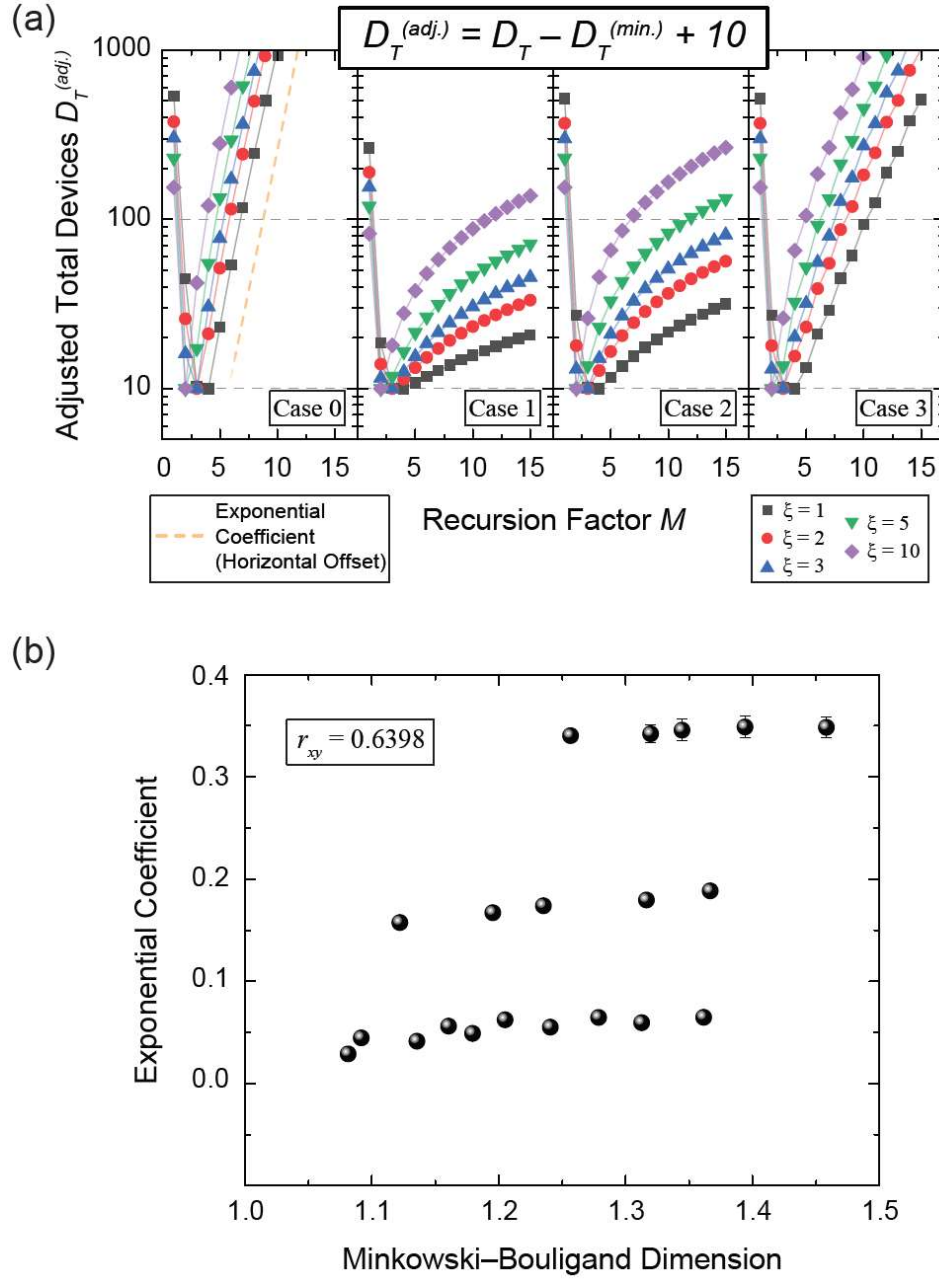 (a)
D_T^(adj.) = D_T – D_T^(min.) + 10
Adjusted Total Devices D_T^(adj.)
1000
100
10
Case 0
Case 1
Case 2
Case 3
0 5 10 15
5 10 15
5 10 15
5 10 15
Recursion Factor M
Exponential
Coefficient
(Horizontal Offset)
ξ = 1
ξ = 2
ξ = 3
ξ = 5
ξ = 10
(b)
r_xy = 0.6398
Exponential Coefficient
0.4
0.3
0.2
0.1
0.0
1.0 1.1 1.2 1.3 1.4 1.5
Minkowski–Bouligand Dimension